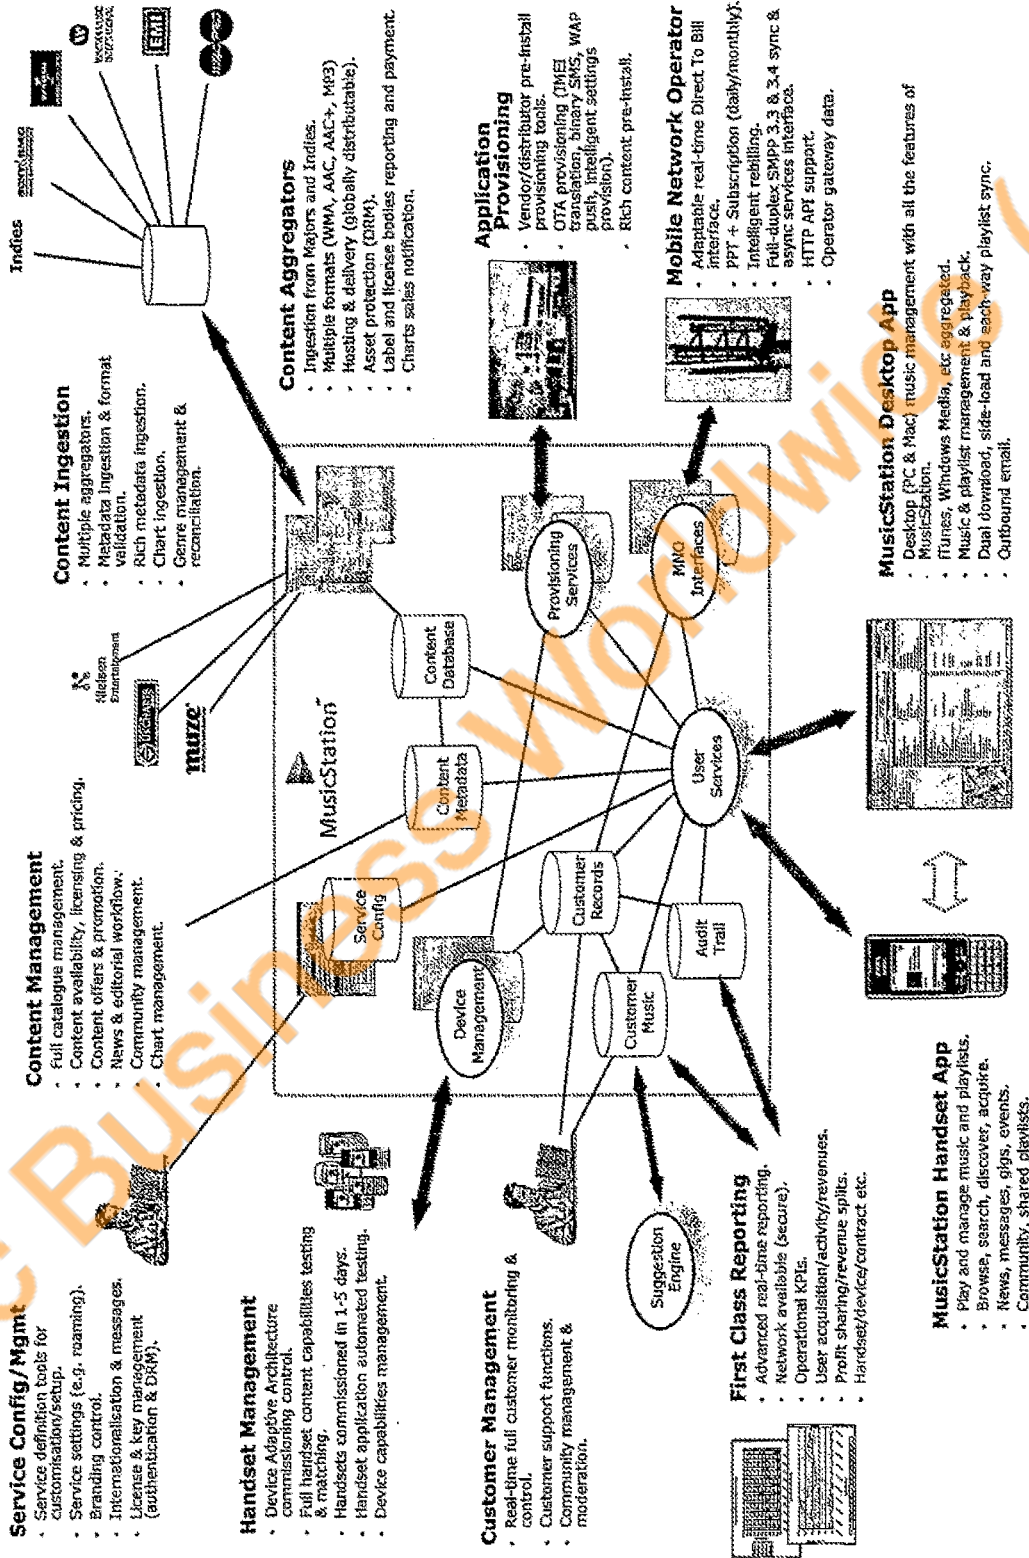 Service Config/Mgmt
• Service definition tools for
customisation/setup.
• Service settings (e.g. roaming).
• Branding control.
• Internationalisation & messages.
• License & key management
(authentication & DRM).
Content Management
• Full catalogue management.
• Content availability, licensing & pricing.
• Content offers & promotion.
• News & editorial workflow.
• Community management.
• Chart management.
Nielsen
Entertainment
muze
Content Ingestion
• Multiple aggregators.
• Metadata Ingestion & format
validation.
• Rich metadata ingestion.
• Chart ingestion.
• Genre management &
reconciliation.
Indies
SONY BMG
EMI
Handset Management
• Device Adaptive Architecture
commissioning control.
• Full handset content capabilities testing
& matching.
• Handsets commissioned in 1-5 days.
• Handset application automated testing.
• Device capabilities management.
Customer Management
• Real-time full customer monitoring &
control.
• Customer support functions.
• Community management &
moderation.
Suggestion
Engine
MusicStation™
Service
Config
Content
Metadata
Content
Database
Device
Management
Customer
Records
Customer
Music
Audit
Trail
User
Services
Provisioning
Services
MNO
Interfaces
Content Aggregators
• Ingestion from Majors and Indies.
• Multiple formats (WMA, AAC, AAC+, MP3)
• Hosting & delivery (globally distributable).
• Asset protection (DRM).
• Label and license bodies reporting and payment.
• Charts sales notification.
Application
Provisioning
• Vendor/distributor pre-install
provisioning tools.
• OTA provisioning (IMEI
translation, binary SMS, WAP
push, intelligent settings
provision).
• Rich content pre-install.
Mobile Network Operator
• Adaptable real-time Direct To Bill
interface.
• PPT + Subscription (daily/monthly).
• Intelligent rebilling.
• Full-duplex SMPP 3.3 & 3.4 sync &
async services interface.
• HTTP API support.
• Operator gateway data.
First Class Reporting
• Advanced real-time reporting.
• Network available (secure).
• Operational KPIs.
• User acquisition/activity/revenues.
• Profit sharing/revenue splits.
• Handset/device/contract etc.
MusicStation Handset App
• Play and manage music and playlists.
• Browse, search, discover, acquire.
• News, messages, gigs, events.
• Community, shared playlists.
MusicStation Desktop App
• Desktop (PC & Mac) music management with all the features of
MusicStation.
• iTunes, Windows Media, etc aggregated.
• Music & playlist management & playback.
• Dual download, side-load and each-way playlist sync.
• Outbound email.
c Business Worldwide